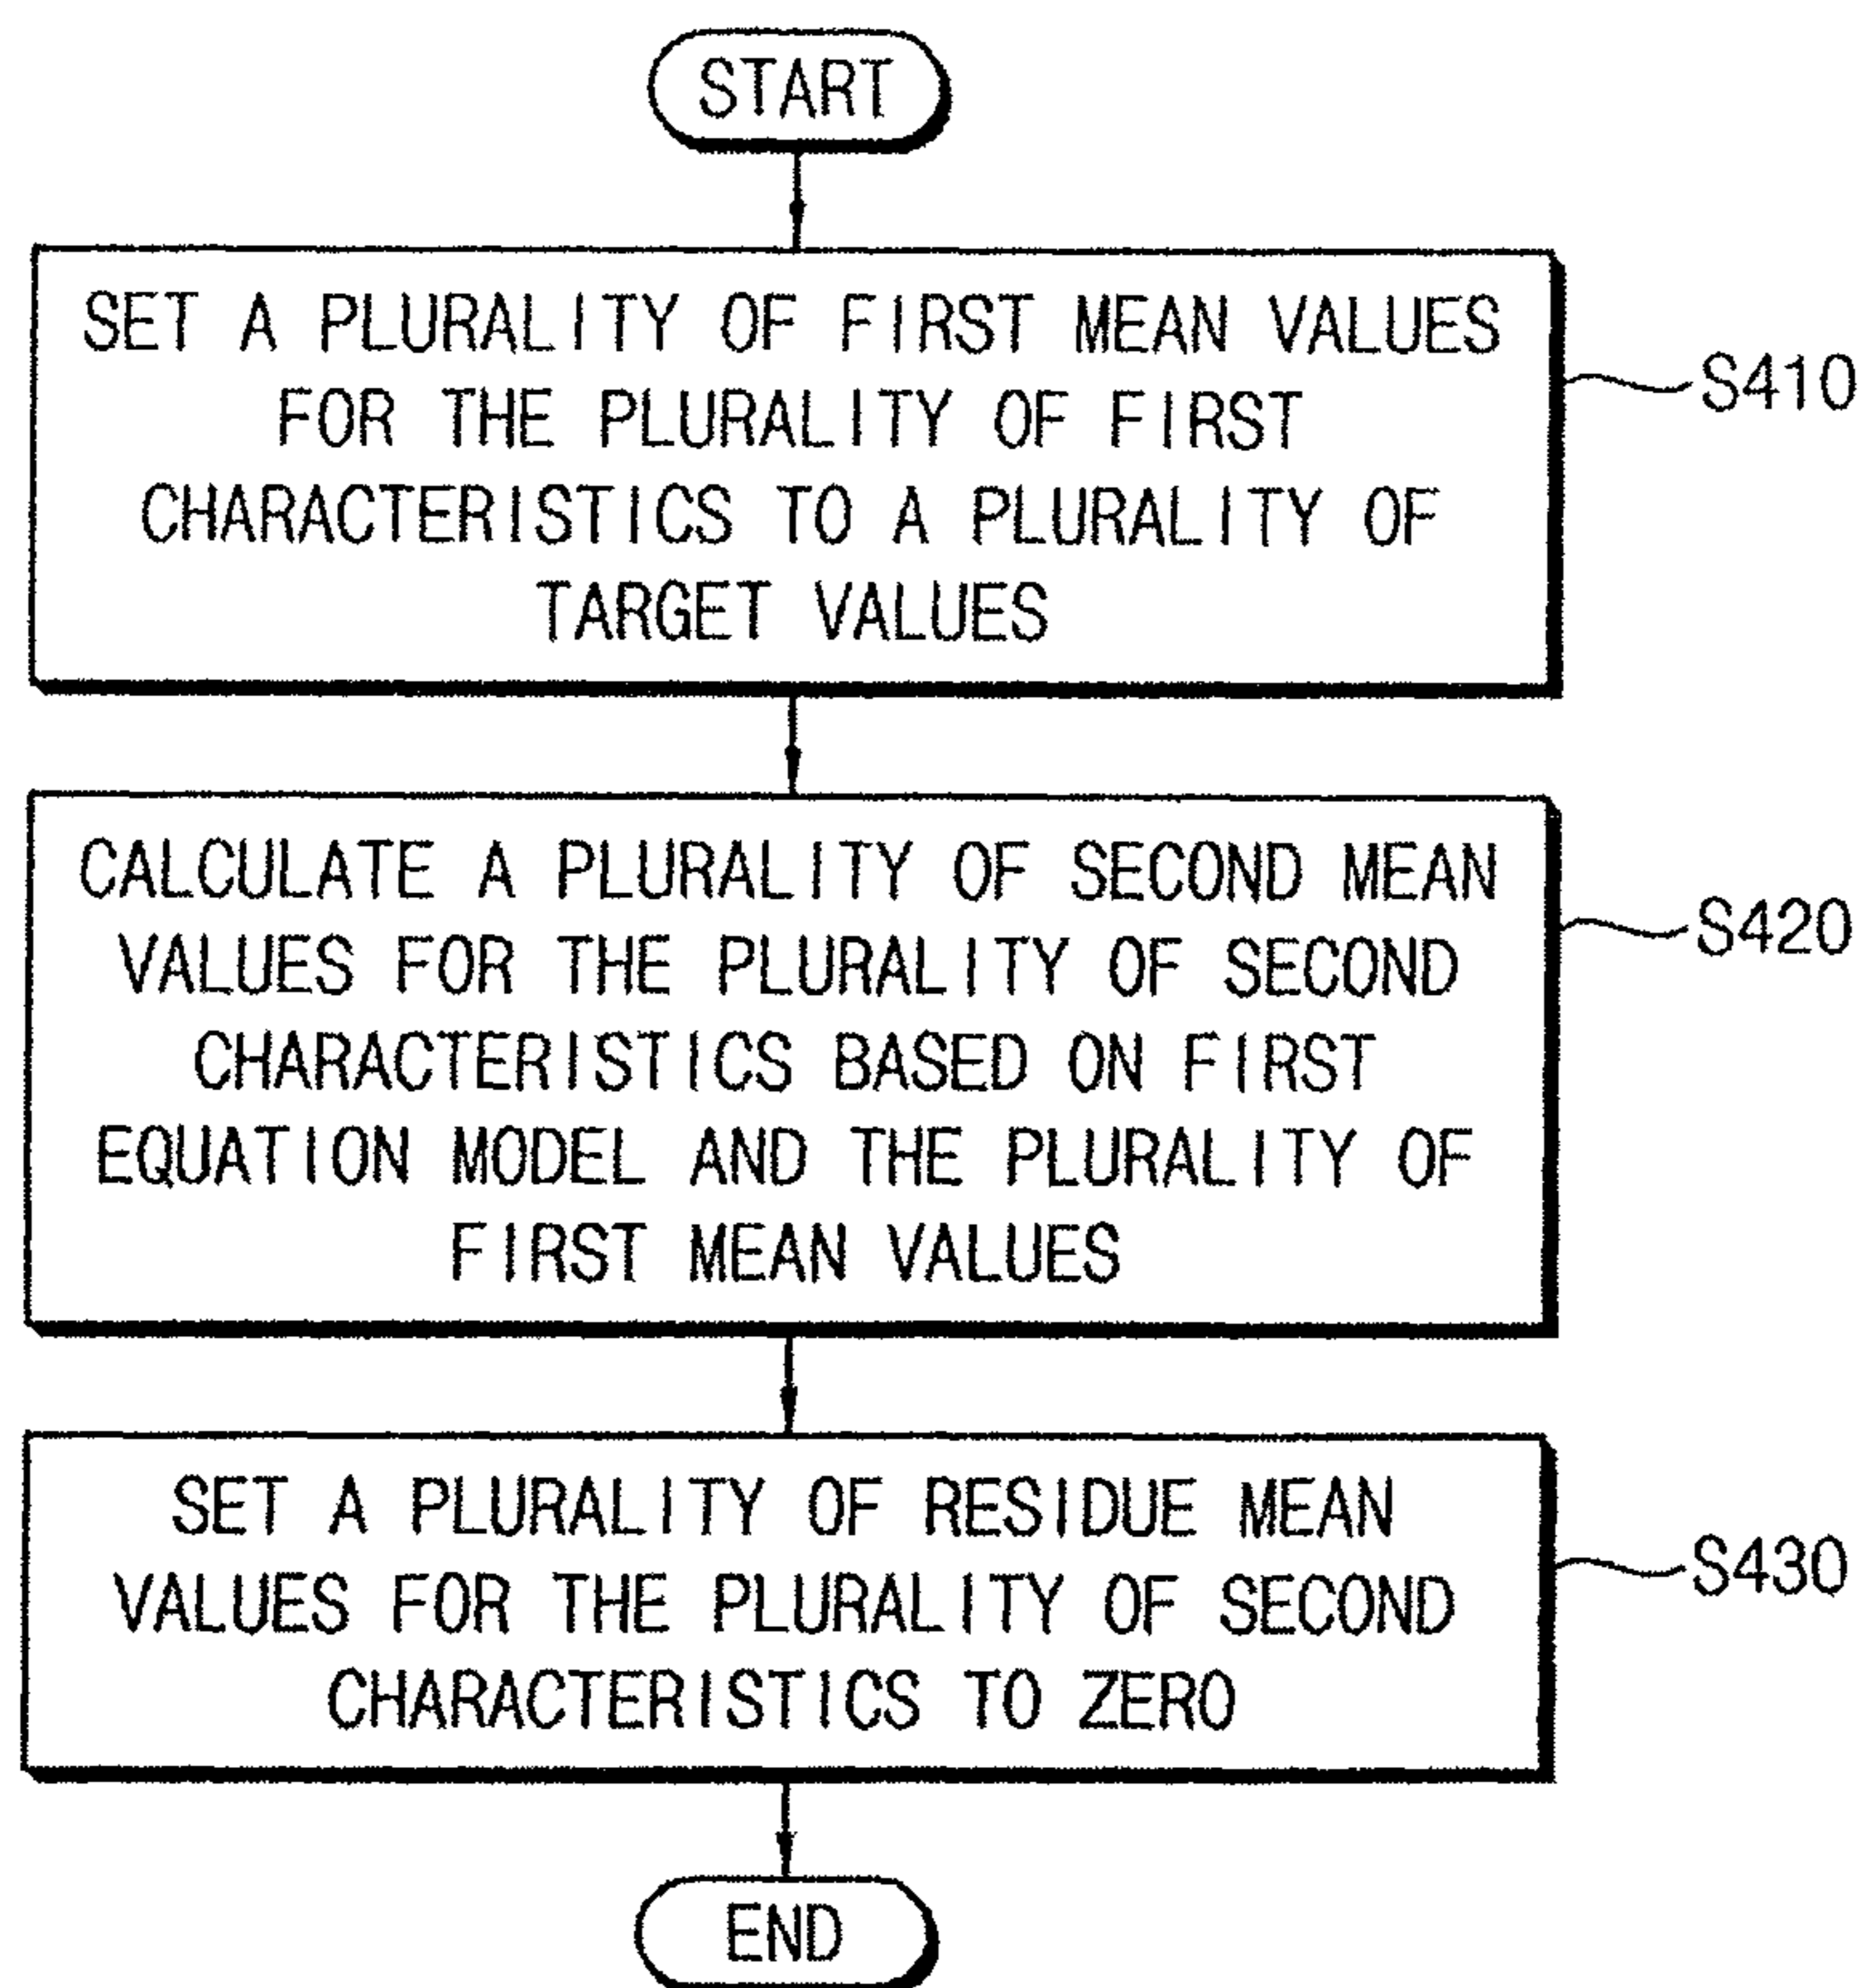 START
SET A PLURALITY OF FIRST MEAN VALUES
FOR THE PLURALITY OF FIRST
CHARACTERISTICS TO A PLURALITY OF
TARGET VALUES
S410
CALCULATE A PLURALITY OF SECOND MEAN
VALUES FOR THE PLURALITY OF SECOND
CHARACTERISTICS BASED ON FIRST
EQUATION MODEL AND THE PLURALITY OF
FIRST MEAN VALUES
S420
SET A PLURALITY OF RESIDUE MEAN
VALUES FOR THE PLURALITY OF SECOND
CHARACTERISTICS TO ZERO
S430
END